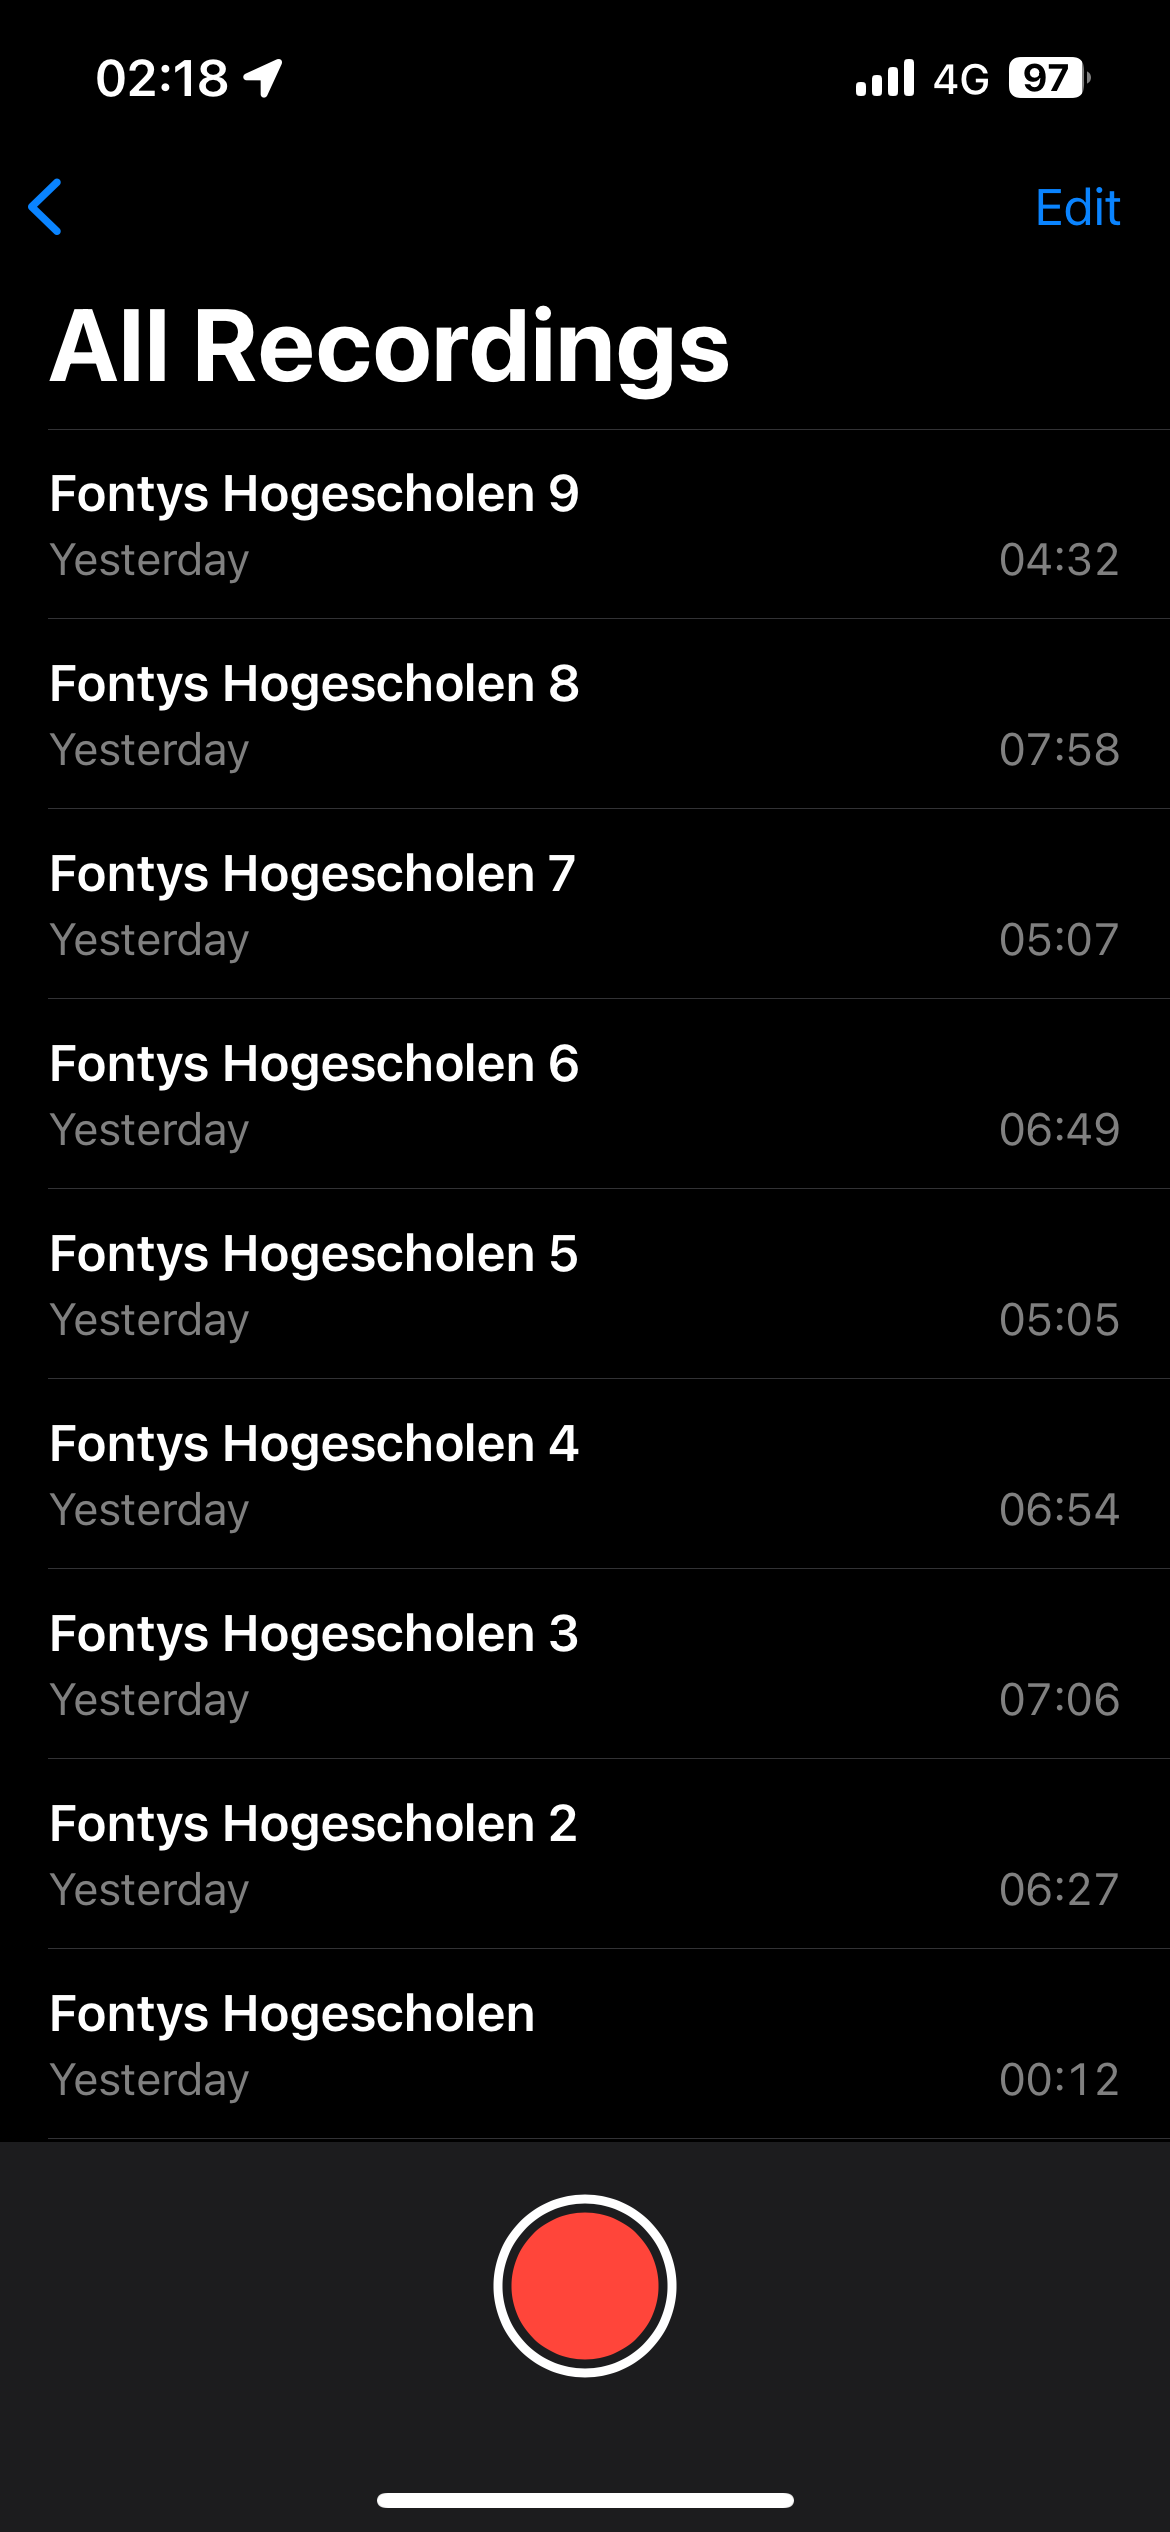 02:18 4G 97
Edit
All Recordings
Fontys Hogescholen 9
Yesterday 04:32
Fontys Hogescholen 8
Yesterday 07:58
Fontys Hogescholen 7
Yesterday 05:07
Fontys Hogescholen 6
Yesterday 06:49
Fontys Hogescholen 5
Yesterday 05:05
Fontys Hogescholen 4
Yesterday 06:54
Fontys Hogescholen 3
Yesterday 07:06
Fontys Hogescholen 2
Yesterday 06:27
Fontys Hogescholen
Yesterday 00:12